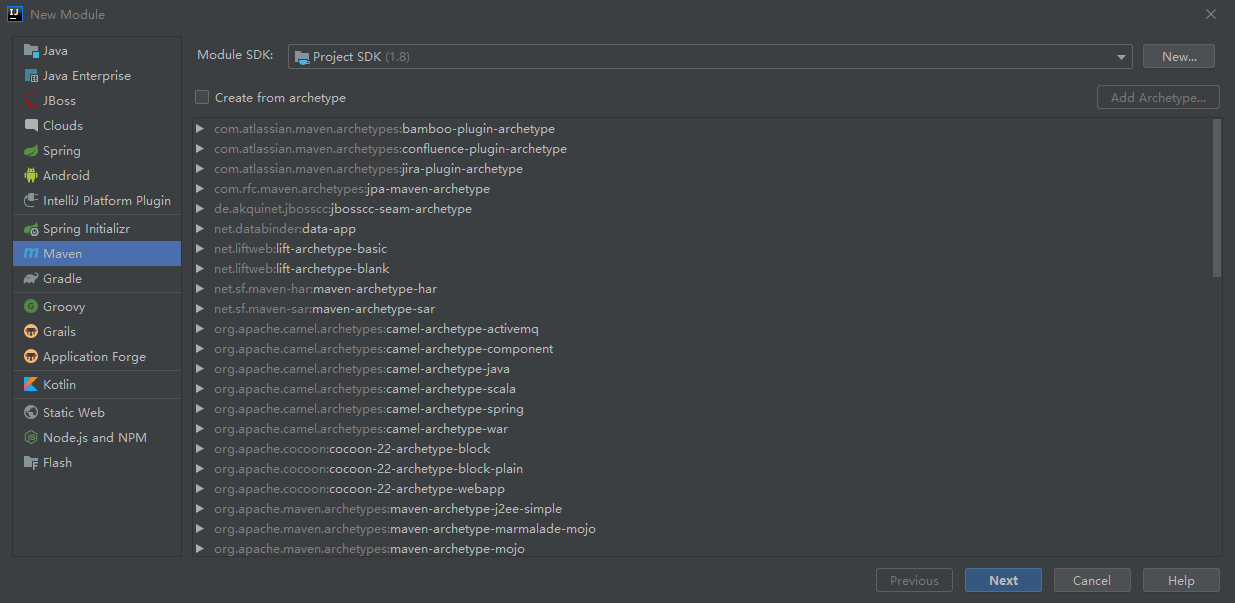 New Module
Java
Java Enterprise
JBoss
Clouds
Spring
Android
IntelliJ Platform Plugin
Spring Initializr
Maven
Gradle
Groovy
Grails
Application Forge
Kotlin
Static Web
Node.js and NPM
Flash
Module SDK: Project SDK (1.8) New...
Create from archetype Add Archetype...
com.atlassian.maven.archetypes:bamboo-plugin-archetype
com.atlassian.maven.archetypes:confluence-plugin-archetype
com.atlassian.maven.archetypes:jira-plugin-archetype
com.rfc.maven.archetypes:jpa-maven-archetype
de.akquinet.jbosscc:jbosscc-seam-archetype
net.databinder:data-app
net.liftweb:lift-archetype-basic
net.liftweb:lift-archetype-blank
net.sf.maven-har:maven-archetype-har
net.sf.maven-sar:maven-archetype-sar
org.apache.camel.archetypes:camel-archetype-activemq
org.apache.camel.archetypes:camel-archetype-component
org.apache.camel.archetypes:camel-archetype-java
org.apache.camel.archetypes:camel-archetype-scala
org.apache.camel.archetypes:camel-archetype-spring
org.apache.camel.archetypes:camel-archetype-war
org.apache.cocoon:cocoon-22-archetype-block
org.apache.cocoon:cocoon-22-archetype-block-plain
org.apache.cocoon:cocoon-22-archetype-webapp
org.apache.maven.archetypes:maven-archetype-j2ee-simple
org.apache.maven.archetypes:maven-archetype-marmalade-mojo
org.apache.maven.archetypes:maven-archetype-mojo
Previous Next Cancel Help